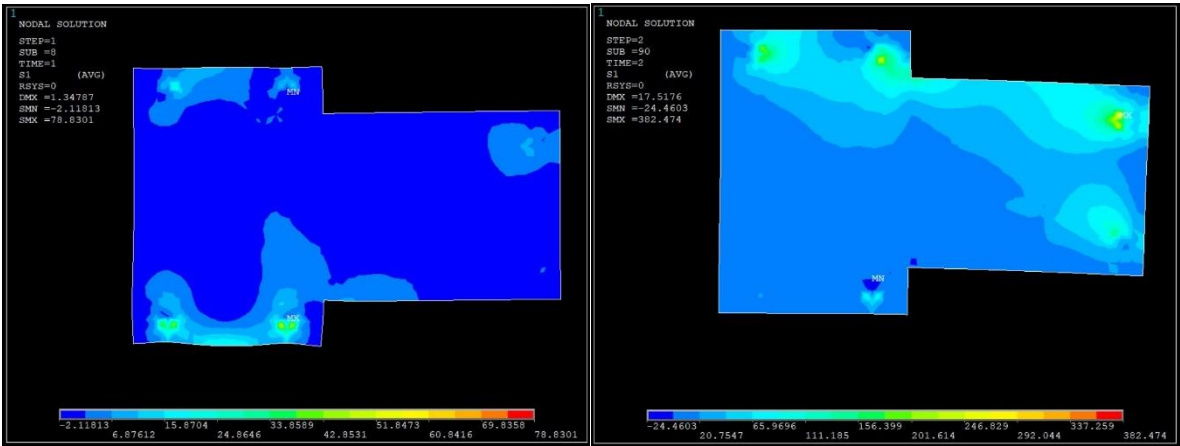 1
NODAL SOLUTION
STEP=1
SUB =8
TIME=1
S1 (AVG)
RSYS=0
DMX =1.34787
SMN =-2.11813
SMX =78.8301
MN
MX
-2.11813 15.8704 33.8589 51.8473 69.8358
6.87612 24.8646 42.8531 60.8416 78.8301
1
NODAL SOLUTION
STEP=2
SUB =90
TIME=2
S1 (AVG)
RSYS=0
DMX =17.5176
SMN =-24.4603
SMX =382.474
MX
MN
-24.4603 65.9696 156.399 246.829 337.259
20.7547 111.185 201.614 292.044 382.474